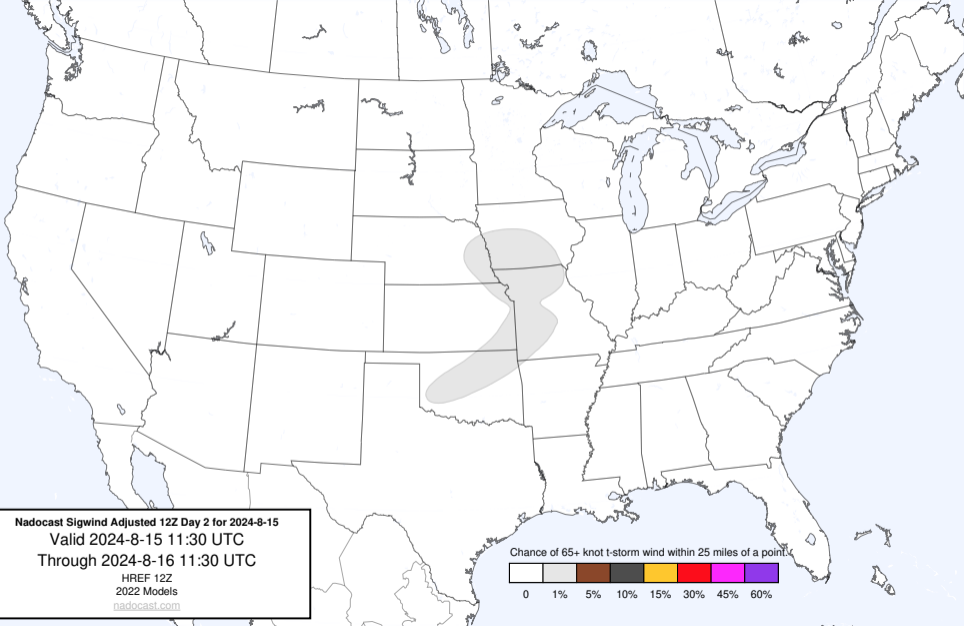 Nadocast Sigwind Adjusted 12Z Day 2 for 2024-8-15
Valid 2024-8-15 11:30 UTC
Through 2024-8-16 11:30 UTC
HREF 12Z
2022 Models
nadocast.com
Chance of 65+ knot t-storm wind within 25 miles of a point.
0 1% 5% 10% 15% 30% 45% 60%